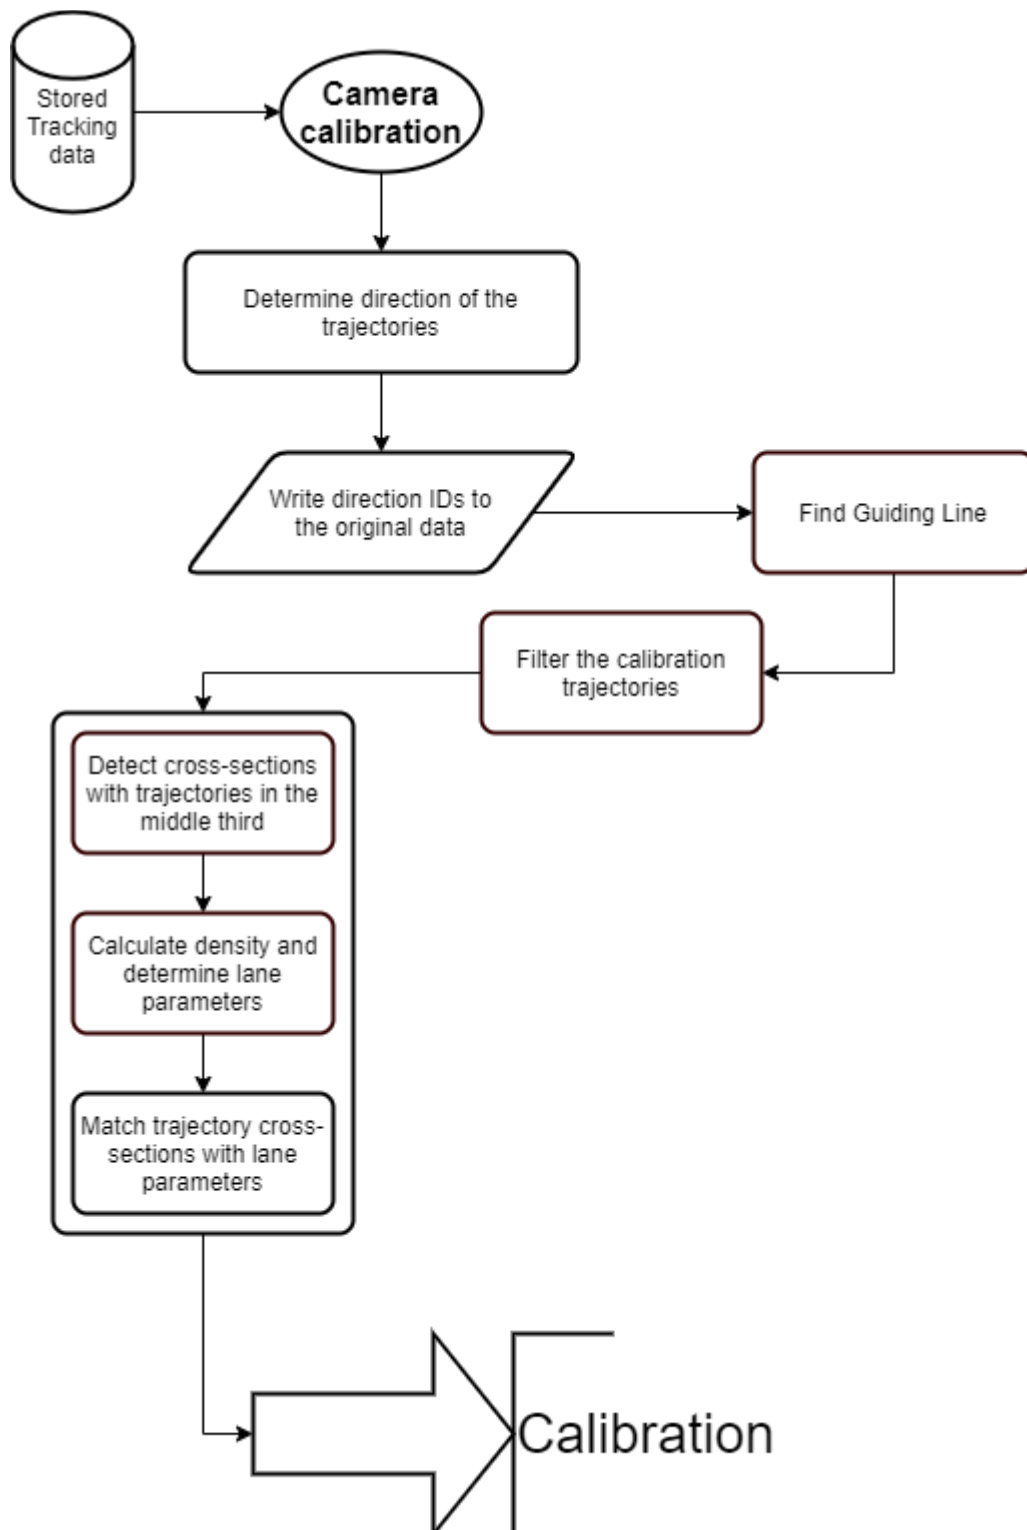 Stored
Tracking
data
Camera
calibration
Determine direction of the
trajectories
Write direction IDs to
the original data
Find Guiding Line
Filter the calibration
trajectories
Detect cross-sections
with trajectories in the
middle third
Calculate density and
determine lane
parameters
Match trajectory cross-
sections with lane
parameters
Calibration